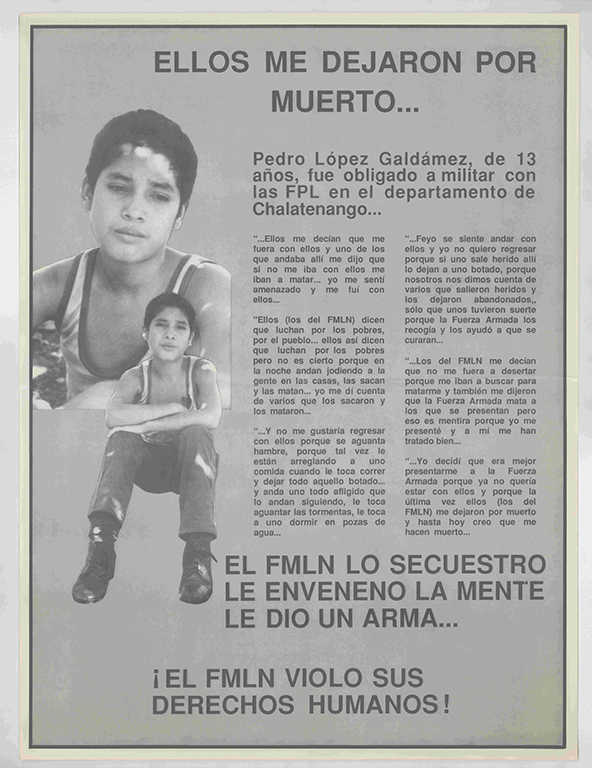 ELLOS ME DEJARON POR
MUERTO...
Pedro López Galdámez, de 13
años, fue obligado a militar con
las FPL en el departamento de
Chalatenango...
"...Ellos me decían que me
fuera con ellos y uno de los
que andaba allí me dijo que
si no me iba con ellos me
iban a matar... yo me sentí
amenazado y me fuí con
ellos...
"Ellos (los del FMLN) dicen
que luchan por los pobres,
por el pueblo... ellos así dicen
que luchan por los pobres
pero no es cierto porque en
la noche andan jodiendo a la
gente en las casas, las sacan
y las matan... yo me dí cuenta
de varios que los sacaron y
los mataron...
"...Y no me gustaría regresar
con ellos porque se aguanta
hambre, porque tal vez le
están arreglando a uno
comida cuando le toca correr
y dejar todo aquello botado...
y anda uno todo afligido que
lo andan siguiendo, le toca
aguantar las tormentas, le toca
a uno dormir en pozas de
agua...
"...Feyo se siente andar con
ellos y yo no quiero regresar
porque si uno sale herido allí
lo dejan a uno botado, porque
nosotros nos dimos cuenta de
varios que salieron heridos y
los dejaron abandonados,,
sólo que unos tuvieron suerte
porque la Fuerza Armada los
recogía y los ayudó a que se
curaran...
"...Los del FMLN me decían
que no me fuera a desertar
porque me iban a buscar para
matarme y también me dijeron
que la Fuerza Armada mata a
los que se presentan pero
eso es mentira porque yo me
presenté y a mí me han
tratado bien...
"...Yo decidí que era mejor
presentarme a la Fuerza
Armada porque ya no quería
estar con ellos y porque la
última vez ellos (los del
FMLN) me dejaron por muerto
y hasta hoy creo que me
hacen muerto...
EL FMLN LO SECUESTRO
LE ENVENENO LA MENTE
LE DIO UN ARMA...
¡EL FMLN VIOLO SUS
DERECHOS HUMANOS!